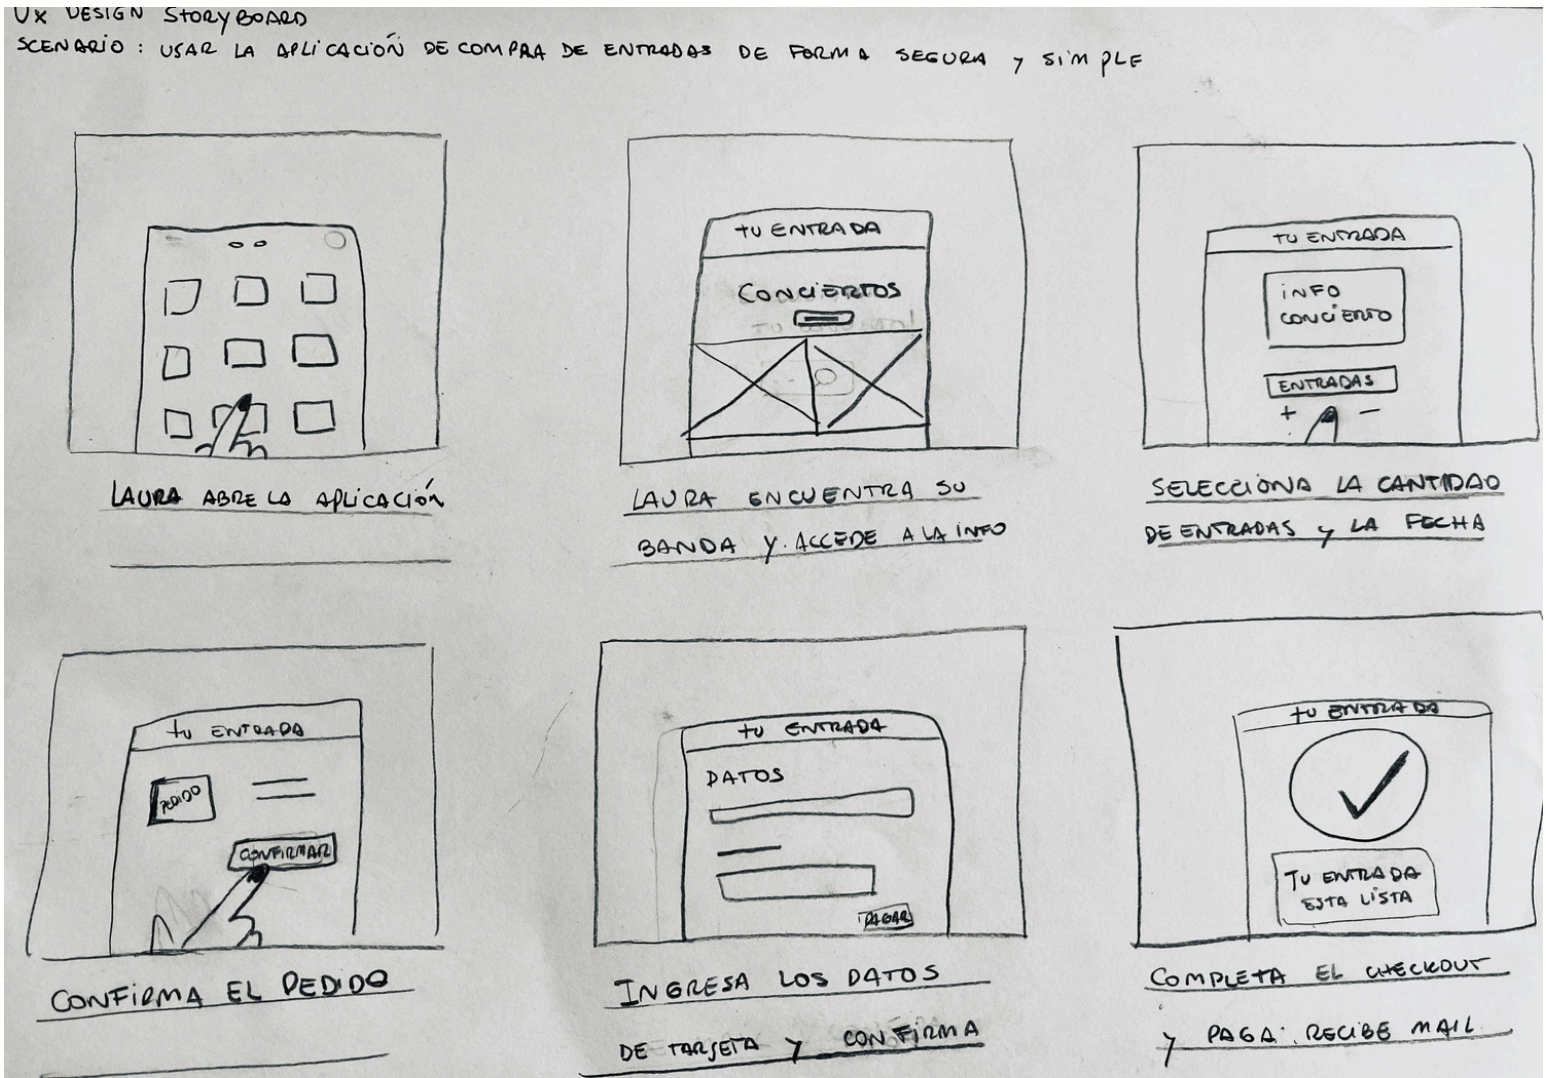 UX DESIGN STORYBOARD
SCENARIO : USAR LA APLICACIÓN DE COMPRA DE ENTRADAS DE FORMA SEGURA Y SIMPLE
LAURA ABRE LA APLICACIÓN
TU ENTRADA
CONCIERTOS
LAURA ENCUENTRA SU
BANDA Y ACCEDE A LA INFO
TU ENTRADA
INFO
CONCIERTO
ENTRADAS
+ -
SELECCIONA LA CANTIDAD
DE ENTRADAS Y LA FECHA
TU ENTRADA
PEDIDO
CONFIRMAR
CONFIRMA EL PEDIDO
TU ENTRADA
DATOS
PAGAR
INGRESA LOS DATOS
DE TARJETA Y CONFIRMA
TU ENTRADA
TU ENTRADA
ESTA LISTA
COMPLETA EL CHECKOUT
Y PAGA. RECIBE MAIL